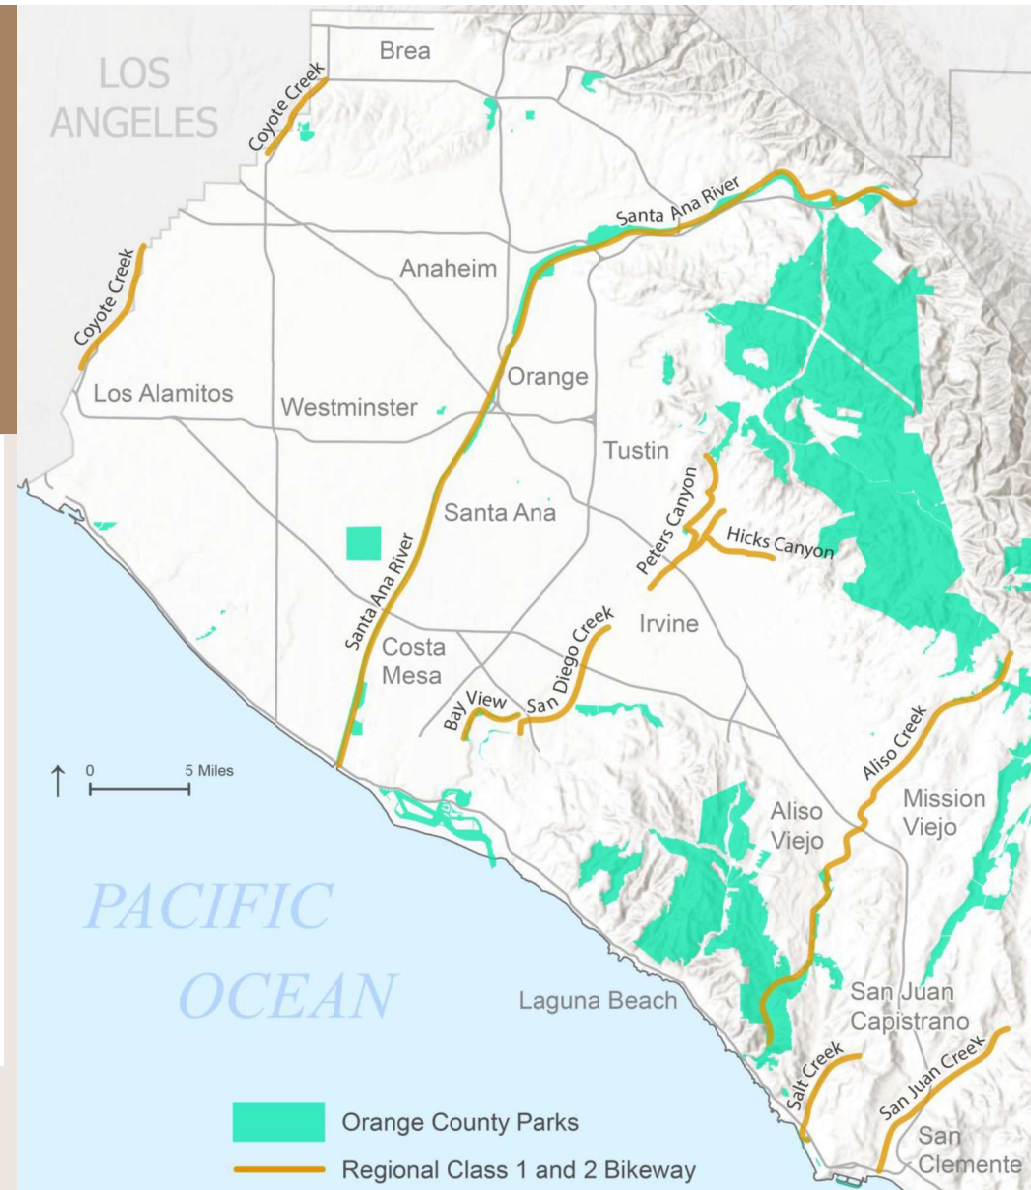 Brea
LOS
ANGELES
Coyote Creek
Santa Ana River
Coyote Creek
Anaheim
Los Alamitos
Westminster
Orange
Tustin
Santa Ana
Peters Canyon
Hicks Canyon
Santa Ana River
Irvine
Costa
Mesa
San Diego Creek
Bay View
Aliso Creek
0
5 Miles
Aliso
Viejo
Mission
Viejo
PACIFIC
OCEAN
Laguna Beach
San Juan
Capistrano
Salt Creek
San Juan Creek
San
Clemente
Orange County Parks
Regional Class 1 and 2 Bikeway